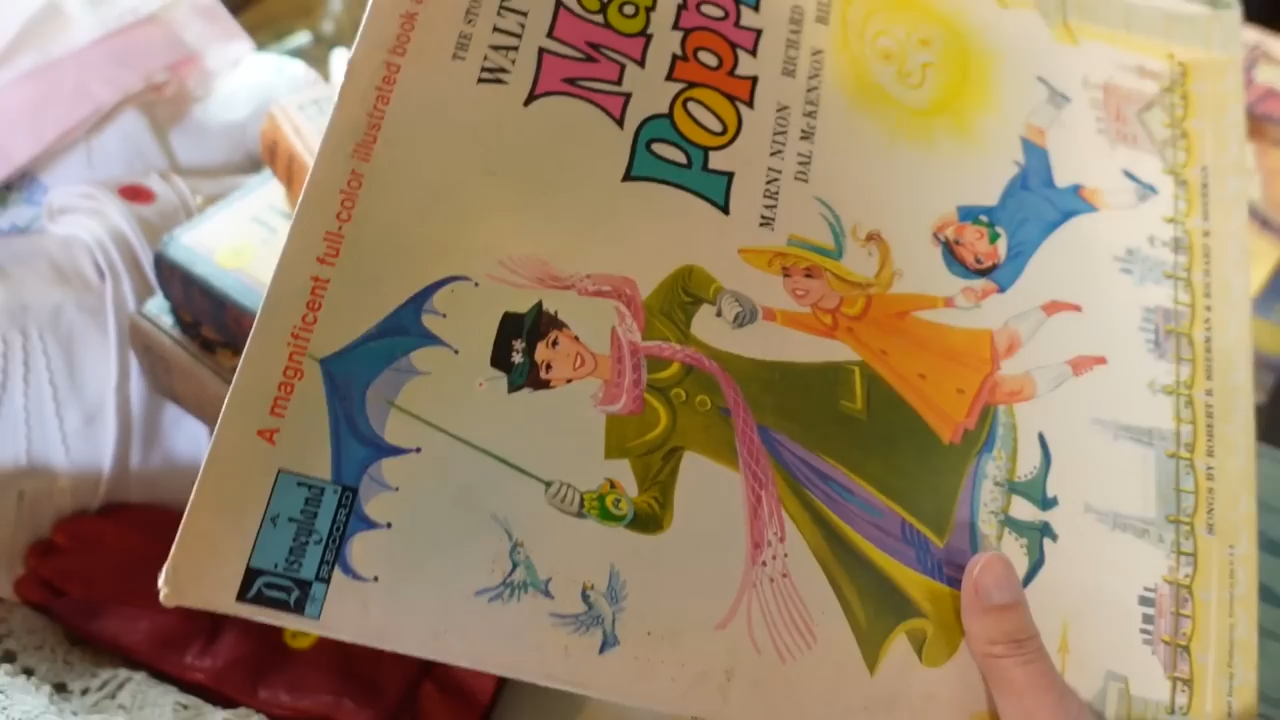 A magnificent full-color illustrated book
THE STO
WALT
Ma
Popp
MARNI NIXON RICHARD
DAL McKENNON BIL
A
Disneyland
RECORD
SONGS BY ROBERT B. SHERMAN & RICHARD M. SHERMAN